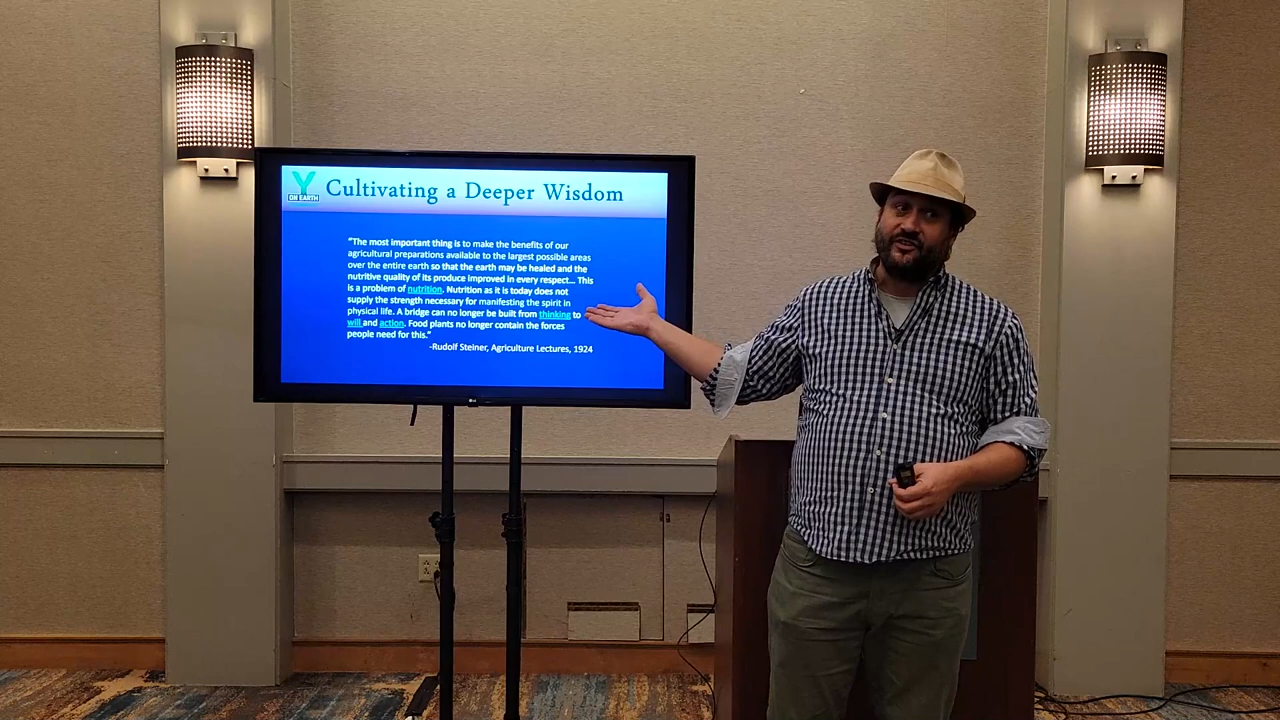 Y
ON EARTH
Cultivating a Deeper Wisdom
"The most important thing is to make the benefits of our
agricultural preparations available to the largest possible areas
over the entire earth so that the earth may be healed and the
nutritive quality of its produce improved in every respect... This
is a problem of nutrition. Nutrition as it is today does not
supply the strength necessary for manifesting the spirit in
physical life. A bridge can no longer be built from thinking to
will and action. Food plants no longer contain the forces
people need for this."
-Rudolf Steiner, Agriculture Lectures, 1924
LG